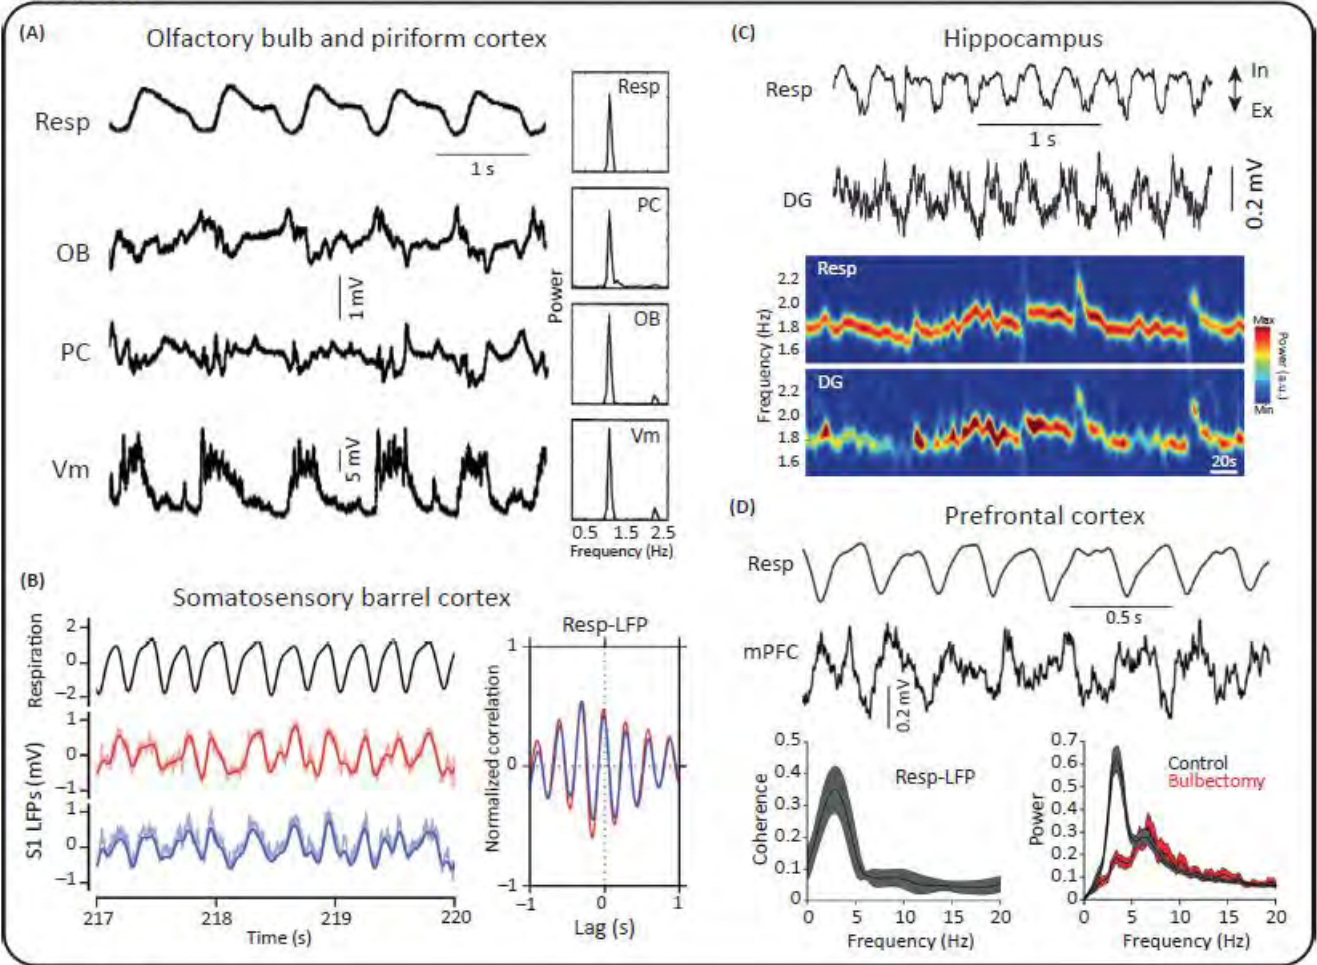 (A)
Olfactory bulb and piriform cortex
Resp
1 s
OB
1 mV
PC
Vm
5 mV
Resp
PC
OB
Vm
Power
0.5 1.5 2.5
Frequency (Hz)
(B)
Somatosensory barrel cortex
Respiration
2
0
−2
S1 LFPs (mV)
1
0
−1
1
0
−1
217 218 219 220
Time (s)
Resp-LFP
Normalized correlation
1
0
−1
−1 0 1
Lag (s)
(C)
Hippocampus
Resp
In
Ex
1 s
DG
0.2 mV
Resp
2.2
2.0
1.8
1.6
Frequency (Hz)
DG
2.2
2.0
1.8
1.6
20s
Max
Power (a.u.)
Min
(D)
Prefrontal cortex
Resp
0.5 s
mPFC
0.2 mV
Resp-LFP
Coherence
0.5
0.4
0.3
0.2
0.1
0
0 5 10 15 20
Frequency (Hz)
Control
Bulbectomy
Power
0.7
0.6
0.5
0.4
0.3
0.2
0.1
0
0 5 10 15 20
Frequency (Hz)